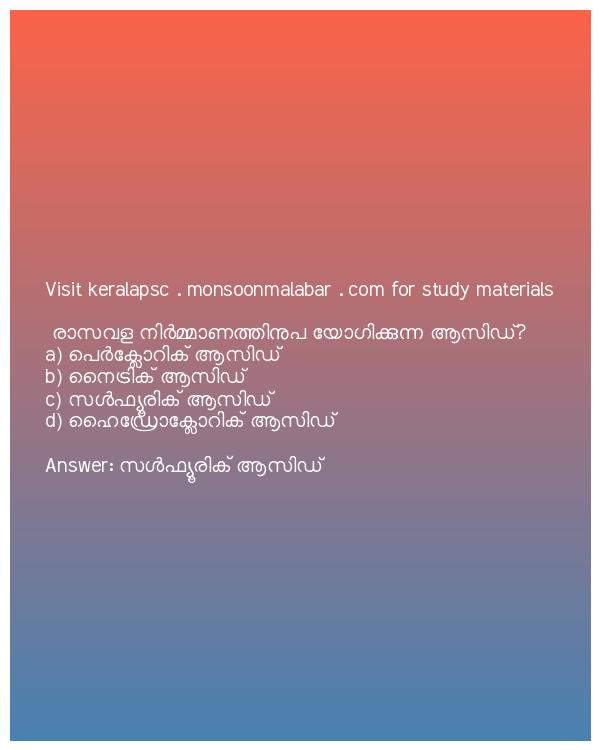 Visit keralapsc . monsoonmalabar . com for study materials
രാസവള നിർമ്മാണത്തിനുപ യോഗിക്കുന്ന ആസിഡ്?
a) പെർക്ലോറിക് ആസിഡ്
b) നൈട്രിക് ആസിഡ്
c) സൾഫ്യൂരിക് ആസിഡ്
d) ഹൈഡ്രോക്ലോറിക് ആസിഡ്
Answer: സൾഫ്യൂരിക് ആസിഡ്